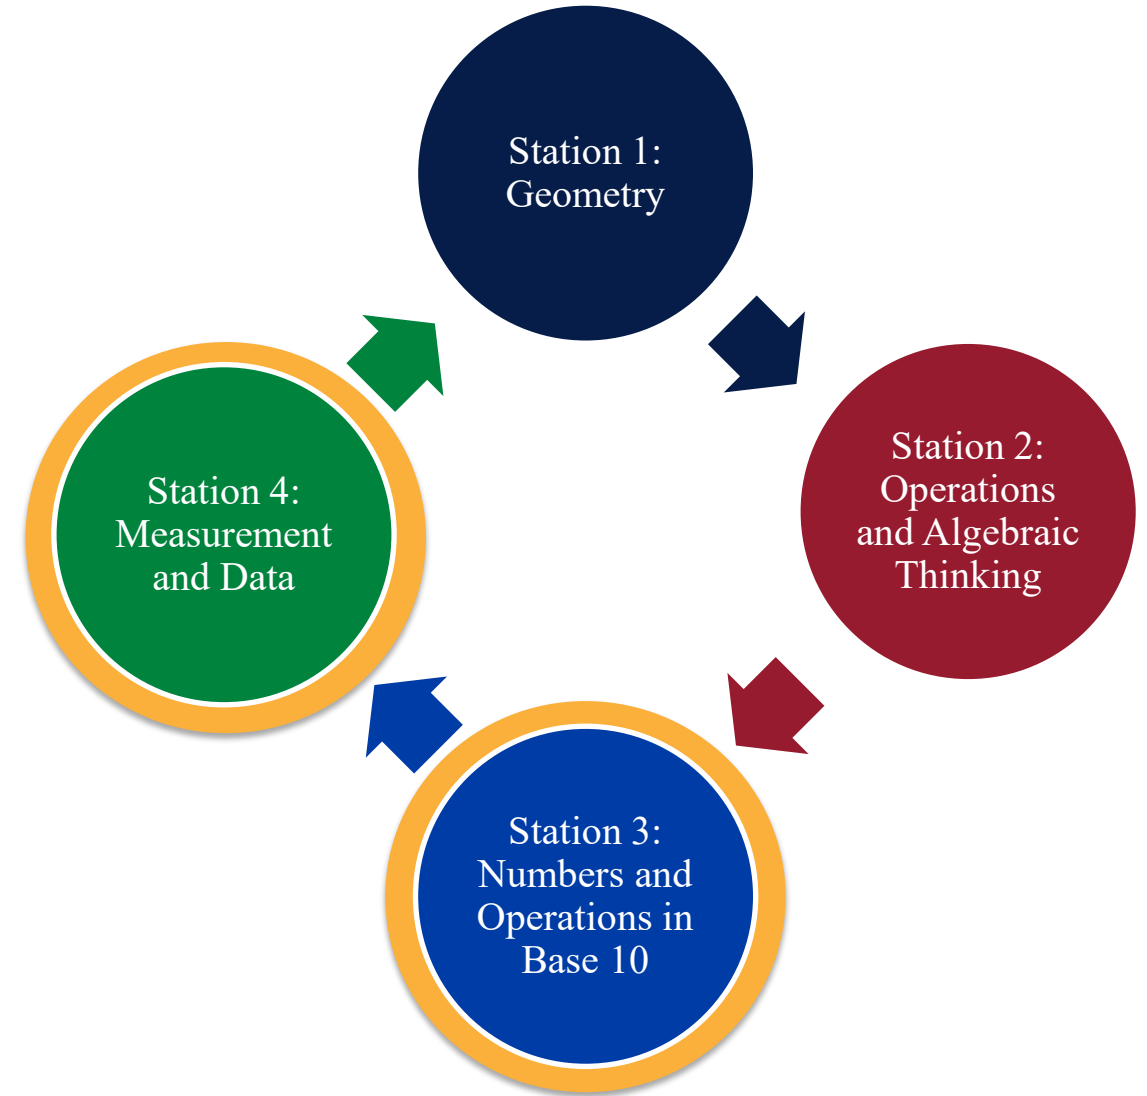 Station 1:
Geometry
Station 2:
Operations
and Algebraic
Thinking
Station 3:
Numbers and
Operations in
Base 10
Station 4:
Measurement
and Data